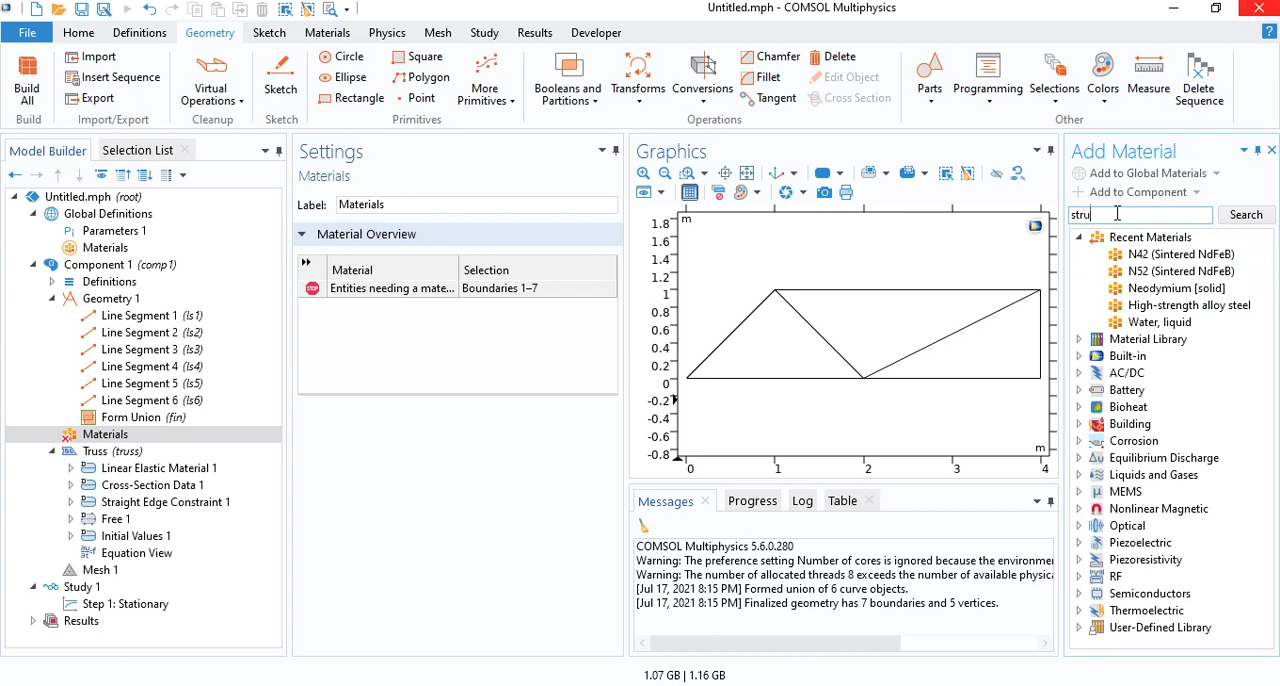 Untitled.mph - COMSOL Multiphysics
File Home Definitions Geometry Sketch Materials Physics Mesh Study Results Developer
Build All
Build
Import
Insert Sequence
Export
Import/Export
Virtual Operations
Cleanup
Sketch
Sketch
Circle
Ellipse
Rectangle
Square
Polygon
Point
More Primitives
Primitives
Booleans and Partitions
Transforms
Conversions
Chamfer
Fillet
Tangent
Delete
Edit Object
Cross Section
Operations
Parts
Programming
Selections
Colors
Measure
Delete Sequence
Other
Model Builder
Selection List
Untitled.mph (root)
Global Definitions
Parameters 1
Materials
Component 1 (comp1)
Definitions
Geometry 1
Line Segment 1 (ls1)
Line Segment 2 (ls2)
Line Segment 3 (ls3)
Line Segment 4 (ls4)
Line Segment 5 (ls5)
Line Segment 6 (ls6)
Form Union (fin)
Materials
Truss (truss)
Linear Elastic Material 1
Cross-Section Data 1
Straight Edge Constraint 1
Free 1
Initial Values 1
Equation View
Mesh 1
Study 1
Step 1: Stationary
Results
Settings
Materials
Label: Materials
Material Overview
Material Selection
STOP Entities needing a mate... Boundaries 1–7
Graphics
m
1.8
1.6
1.4
1.2
1
0.8
0.6
0.4
0.2
0
-0.2
-0.4
-0.6
-0.8
m
0 1 2 3 4
Messages Progress Log Table
COMSOL Multiphysics 5.6.0.280
Warning: The preference setting Number of cores is ignored because the environme
Warning: The number of allocated threads 8 exceeds the number of available physica
[Jul 17, 2021 8:15 PM] Formed union of 6 curve objects.
[Jul 17, 2021 8:15 PM] Finalized geometry has 7 boundaries and 5 vertices.
Add Material
Add to Global Materials
Add to Component
stru
Search
Recent Materials
N42 (Sintered NdFeB)
N52 (Sintered NdFeB)
Neodymium [solid]
High-strength alloy steel
Water, liquid
Material Library
Built-in
AC/DC
Battery
Bioheat
Building
Corrosion
Equilibrium Discharge
Liquids and Gases
MEMS
Nonlinear Magnetic
Optical
Piezoelectric
Piezoresistivity
RF
Semiconductors
Thermoelectric
User-Defined Library
1.07 GB | 1.16 GB